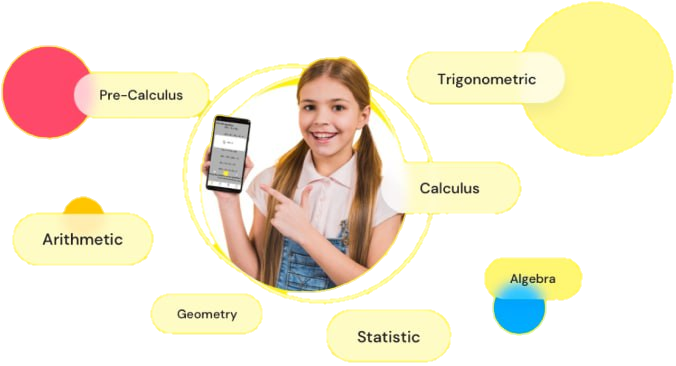 Trigonometric
Pre-Calculus
Calculus
Arithmetic
Algebra
Geometry
Statistic